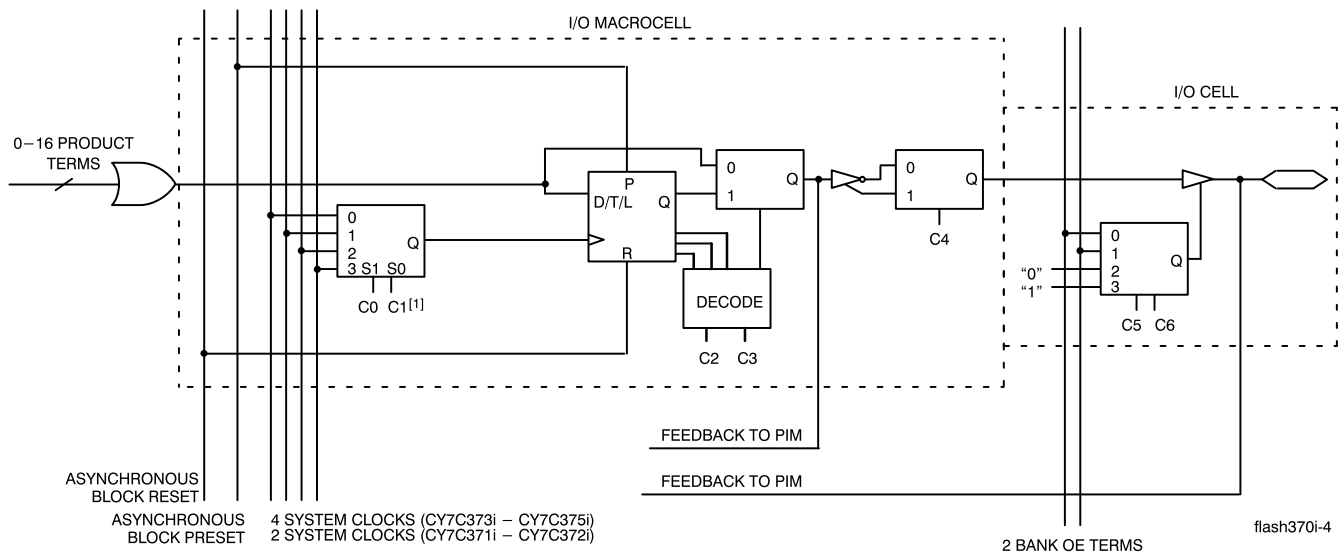 I/O MACROCELL
I/O CELL
0−16 PRODUCT
TERMS
P
D/T/L Q
R
0
1
Q
0
1
Q
C4
0
1
2
3 S1 S0
Q
C0 C1[1]
DECODE
C2 C3
0
1
2
3
Q
“0”
“1”
C5 C6
FEEDBACK TO PIM
FEEDBACK TO PIM
ASYNCHRONOUS
BLOCK RESET
ASYNCHRONOUS
BLOCK PRESET
4 SYSTEM CLOCKS (CY7C373i − CY7C375i)
2 SYSTEM CLOCKS (CY7C371i − CY7C372i)
2 BANK OE TERMS
flash370i-4